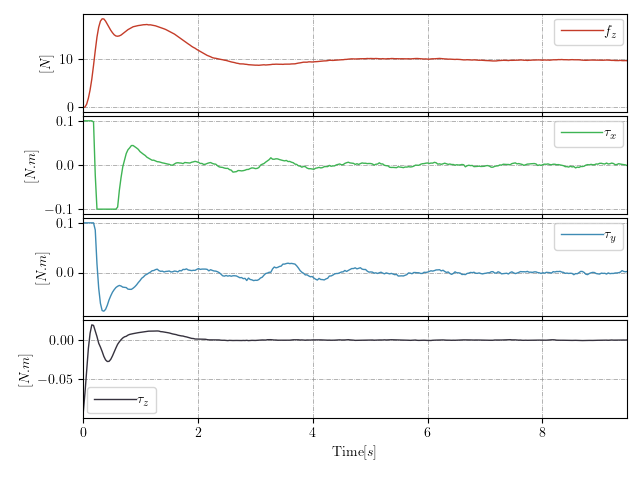 [N]
10
0
f_z
[N.m]
0.1
0.0
−0.1
τ_x
[N.m]
0.1
0.0
τ_y
[N.m]
0.00
−0.05
τ_z
0 2 4 6 8
Time[s]